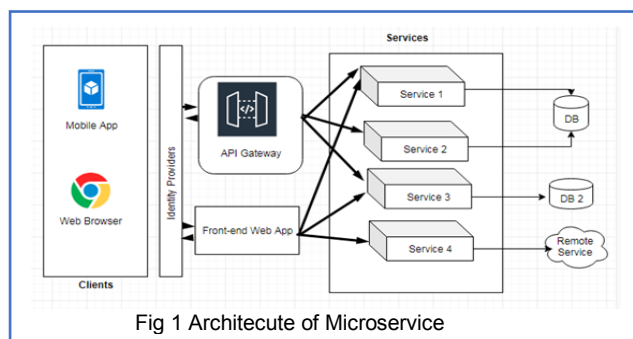 Services
Mobile App
Web Browser
Clients
Identity Providers
API Gateway
Front-end Web App
Service 1
Service 2
Service 3
Service 4
DB
DB 2
Remote
Service
Fig 1 Architecute of Microservice